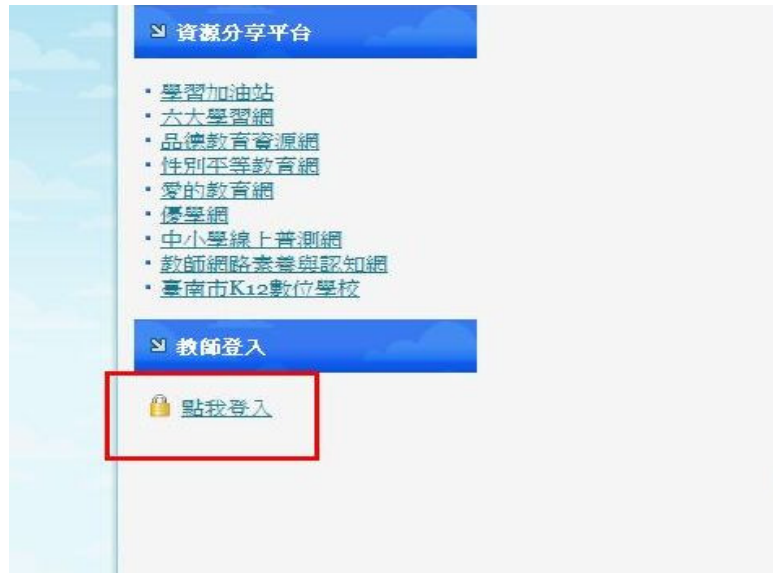 資源分享平台
學習加油站
六大學習網
品德教育資源網
性別平等教育網
愛的教育網
優學網
中小學線上普測網
教師網路素養與認知網
臺南市K12數位學校
教師登入
點我登入